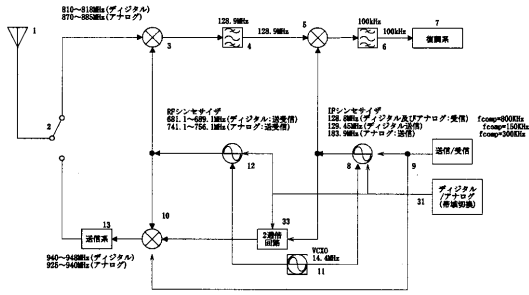 810～818MHz(ディジタル)
870～885MHz(アナログ)
1
2
3
128.9MHz
4
128.9MHz
5
100kHz
6
100kHz
7
復調系
RFシンセサイザ
681.1～689.1MHz(ディジタル:送受信)
741.1～756.1MHz(アナログ:送受信)
12
IFシンセサイザ
128.8MHz(ディジタル及びアナログ:受信) fcomp=800KHz
129.45MHz(ディジタル送信) fcomp=150KHz
183.9MHz(アナログ:送信) fcomp=300KHz
8
9
送信/受信
31
ディジタル
/アナログ
(帯域切換)
10
13
送信系
33
2逓倍
回路
VCXO
14.4MHz
11
940～948MHz(ディジタル)
925～940MHz(アナログ)